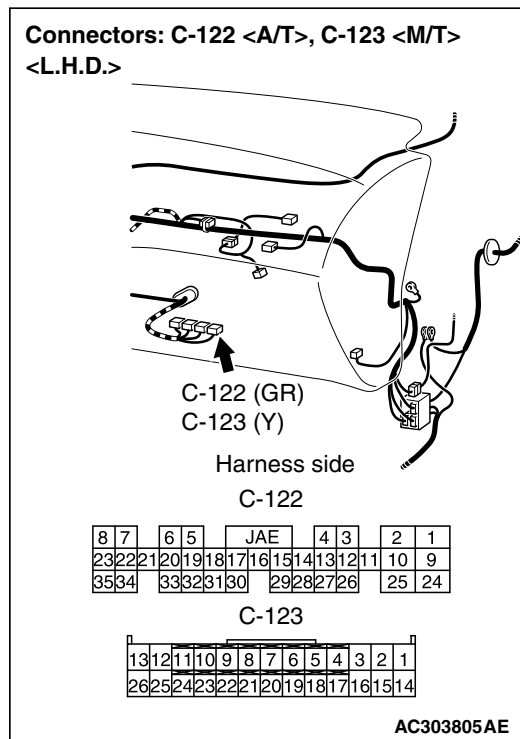 Connectors: C-122 <A/T>, C-123 <M/T>
<L.H.D.>
C-122 (GR)
C-123 (Y)
Harness side
C-122
8 7 6 5 JAE 4 3 2 1
23 22 21 20 19 18 17 16 15 14 13 12 11 10 9
35 34 33 32 31 30 29 28 27 26 25 24
C-123
13 12 11 10 9 8 7 6 5 4 3 2 1
26 25 24 23 22 21 20 19 18 17 16 15 14
AC303805AE